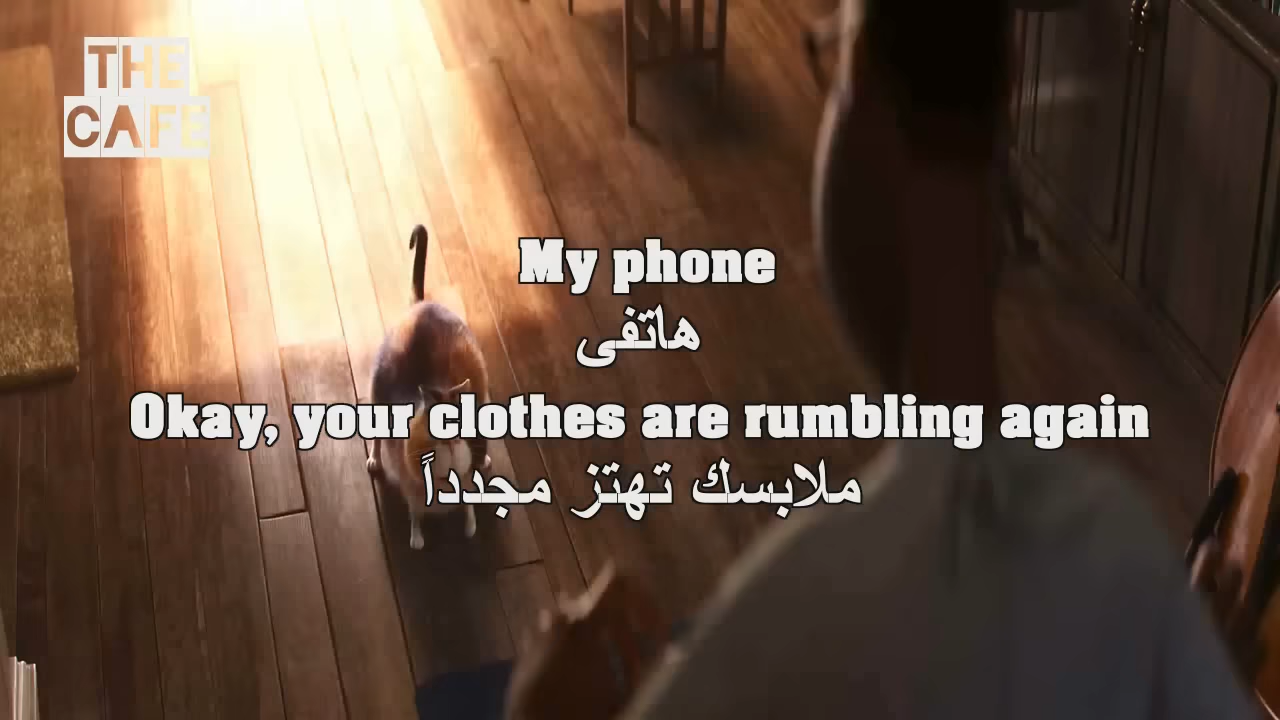 THE
CAFE
My phone
هاتفى
Okay, your clothes are rumbling again
ملابسك تهتز مجدداً